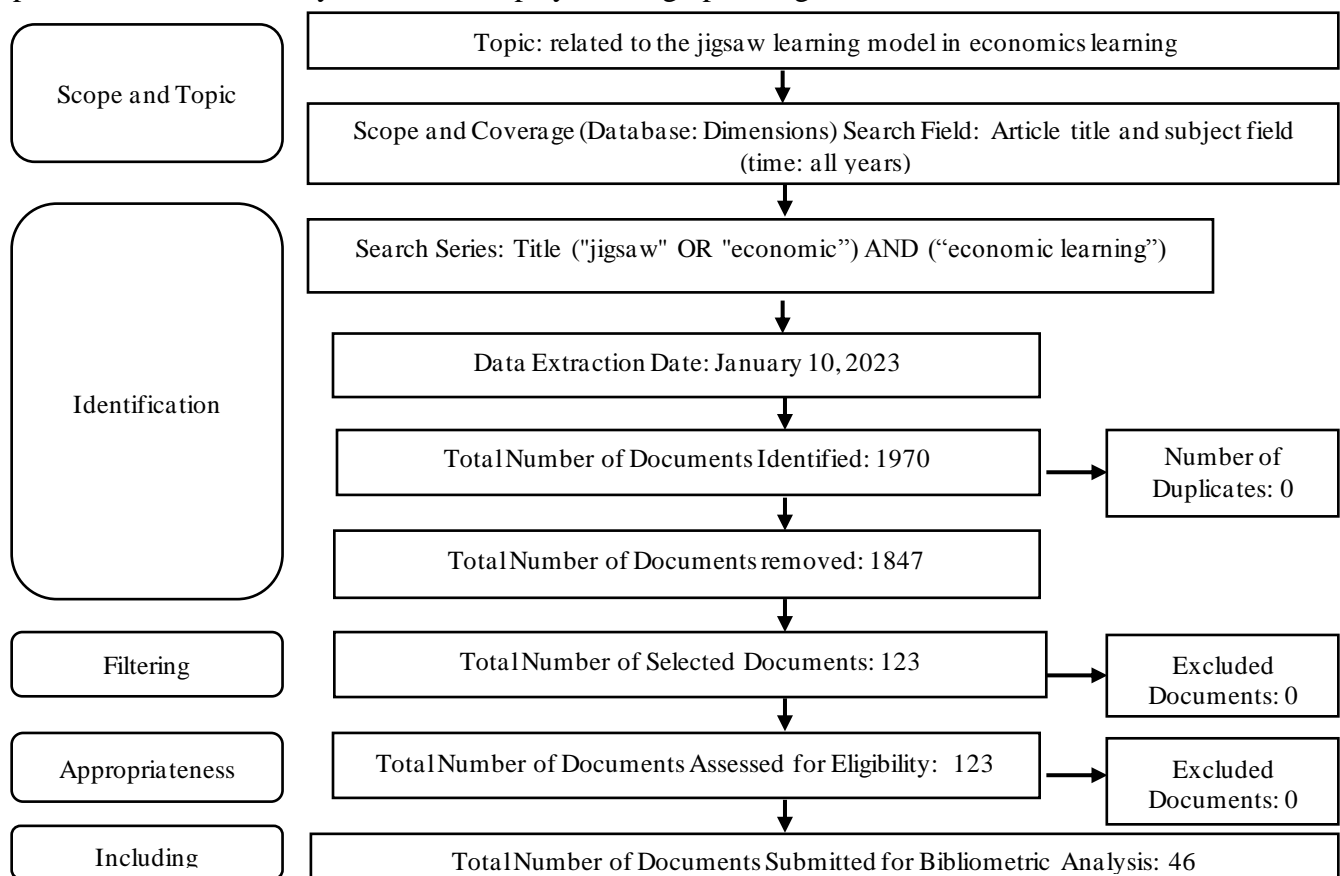 Topic: related to the jigsaw learning model in economics learning
Scope and Topic
Scope and Coverage (Database: Dimensions) Search Field: Article title and subject field
(time: all years)
Search Series: Title ("jigsaw" OR "economic”) AND (“economic learning”)
Data Extraction Date: January 10, 2023
Identification
Total Number of Documents Identified: 1970
Number of
Duplicates: 0
Total Number of Documents removed: 1847
Filtering
Total Number of Selected Documents: 123
Excluded
Documents: 0
Appropriateness
Total Number of Documents Assessed for Eligibility: 123
Excluded
Documents: 0
Including
Total Number of Documents Submitted for Bibliometric Analysis: 46